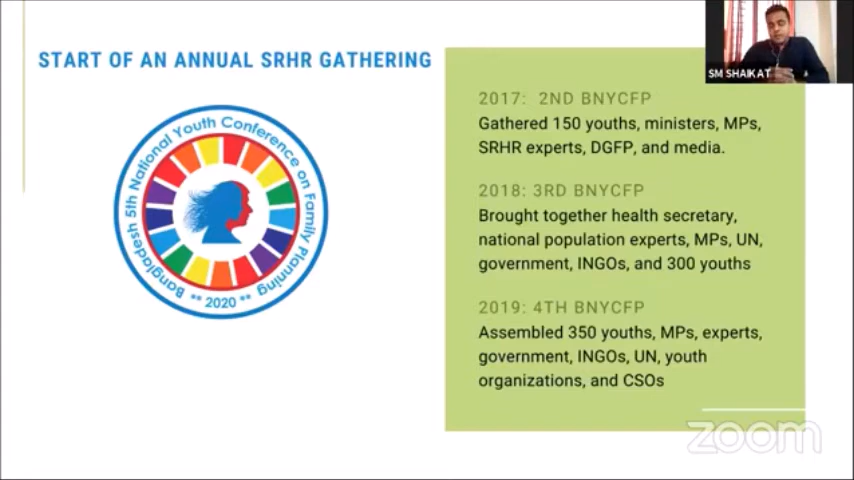 START OF AN ANNUAL SRHR GATHERING
SM SHAIKAT
Bangladesh 5th National Youth Conference on Family Planning
** 2020 **
2017: 2ND BNYCFP
Gathered 150 youths, ministers, MPs,
SRHR experts, DGFP, and media.
2018: 3RD BNYCFP
Brought together health secretary,
national population experts, MPs, UN,
government, INGOs, and 300 youths
2019: 4TH BNYCFP
Assembled 350 youths, MPs, experts,
government, INGOs, UN, youth
organizations, and CSOs
zoom